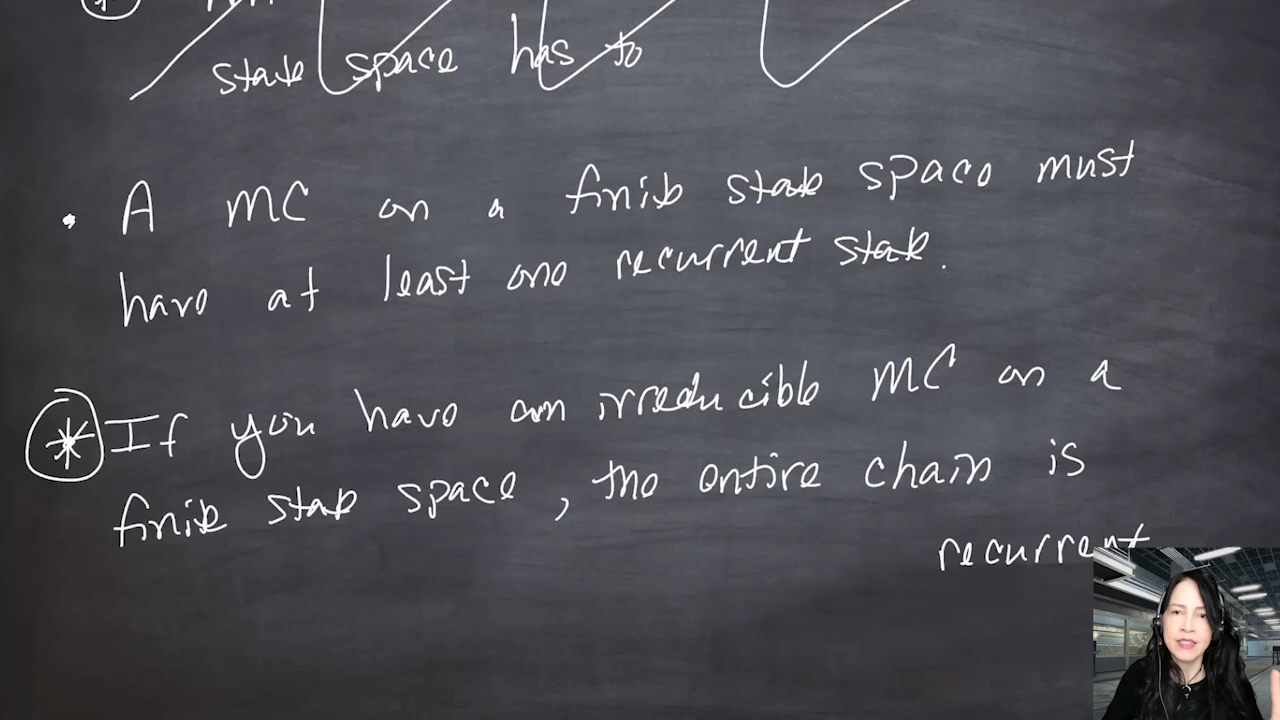 state space has to
• A MC on a finite state space must
have at least one recurrent state.
* If you have an irreducible MC on a
finite state space, the entire chain is
recurrent